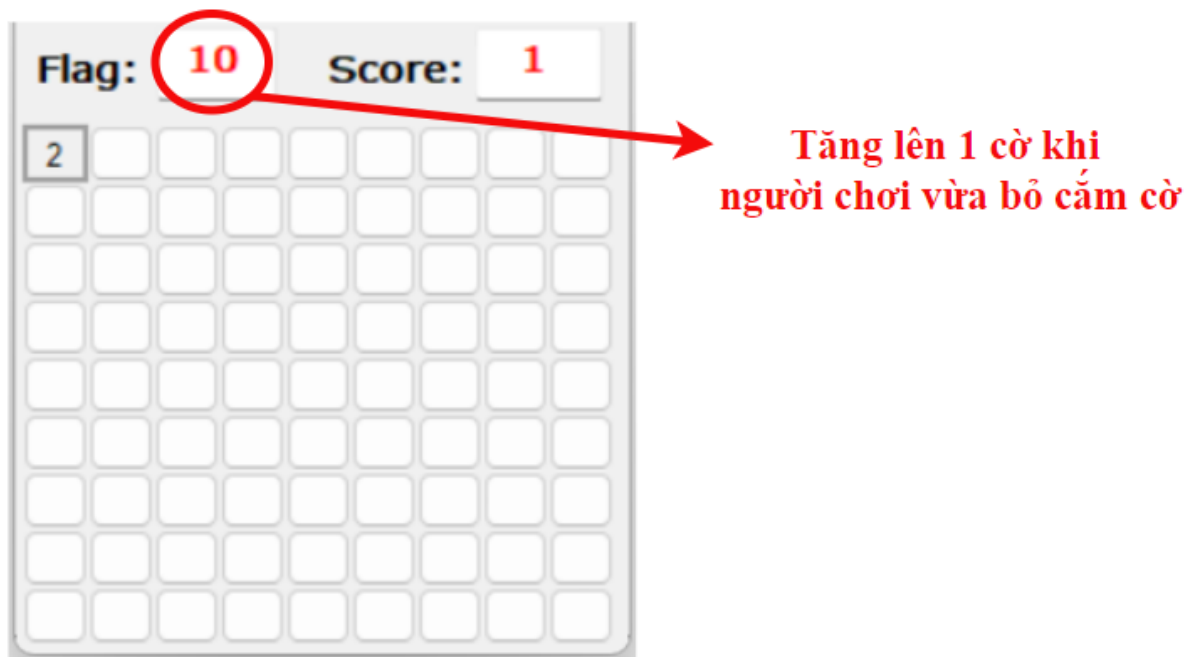 Flag: 10 Score: 1
2
Tăng lên 1 cờ khi
người chơi vừa bỏ cắm cờ